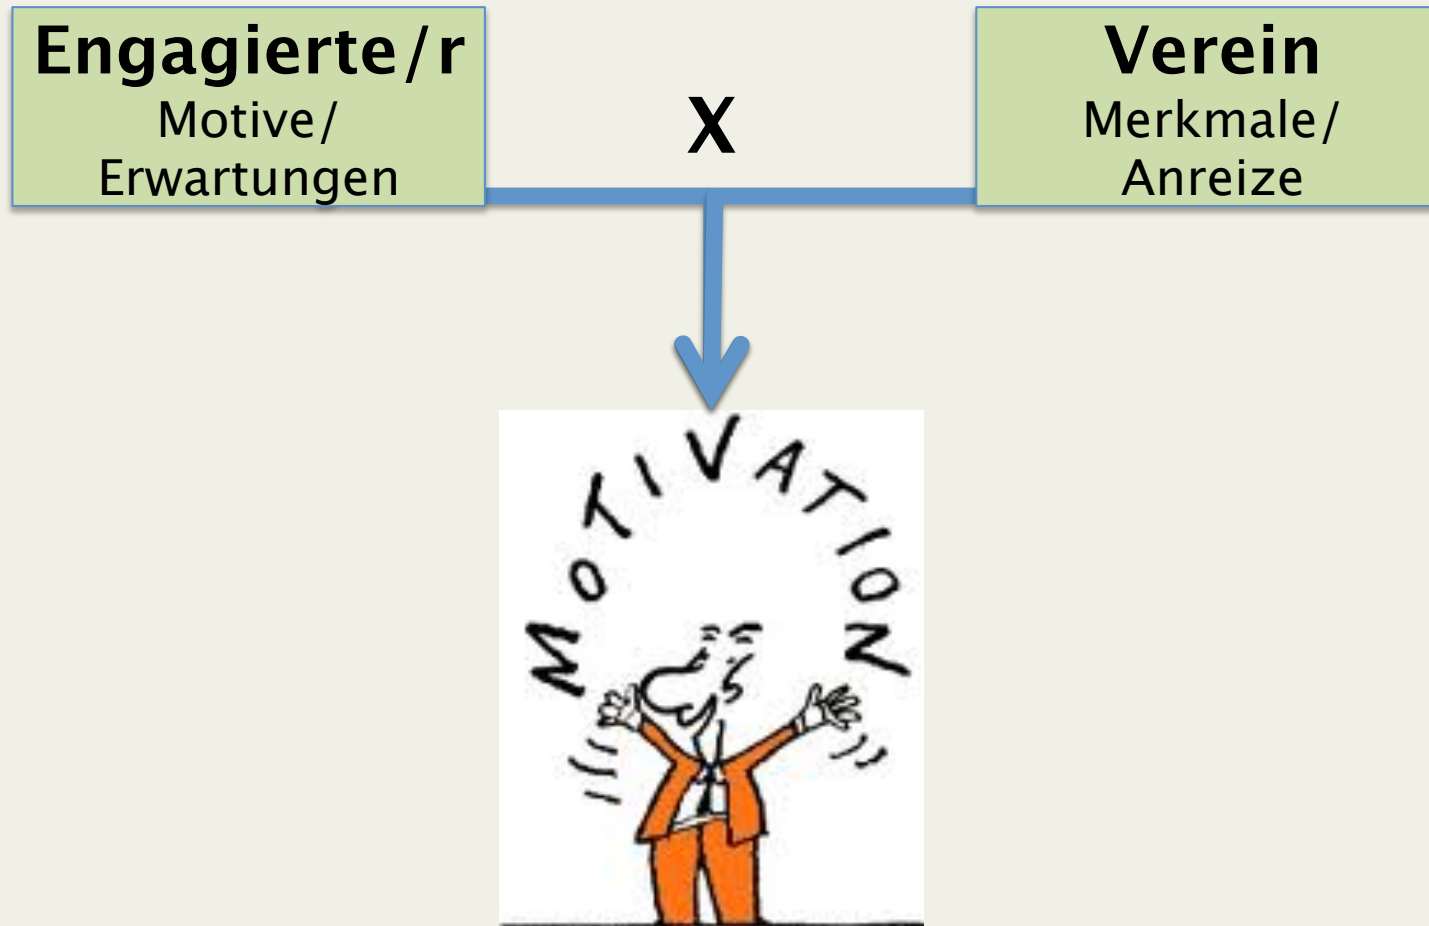 Engagierte/r
Motive/
Erwartungen
X
Verein
Merkmale/
Anreize
MOTIVATION